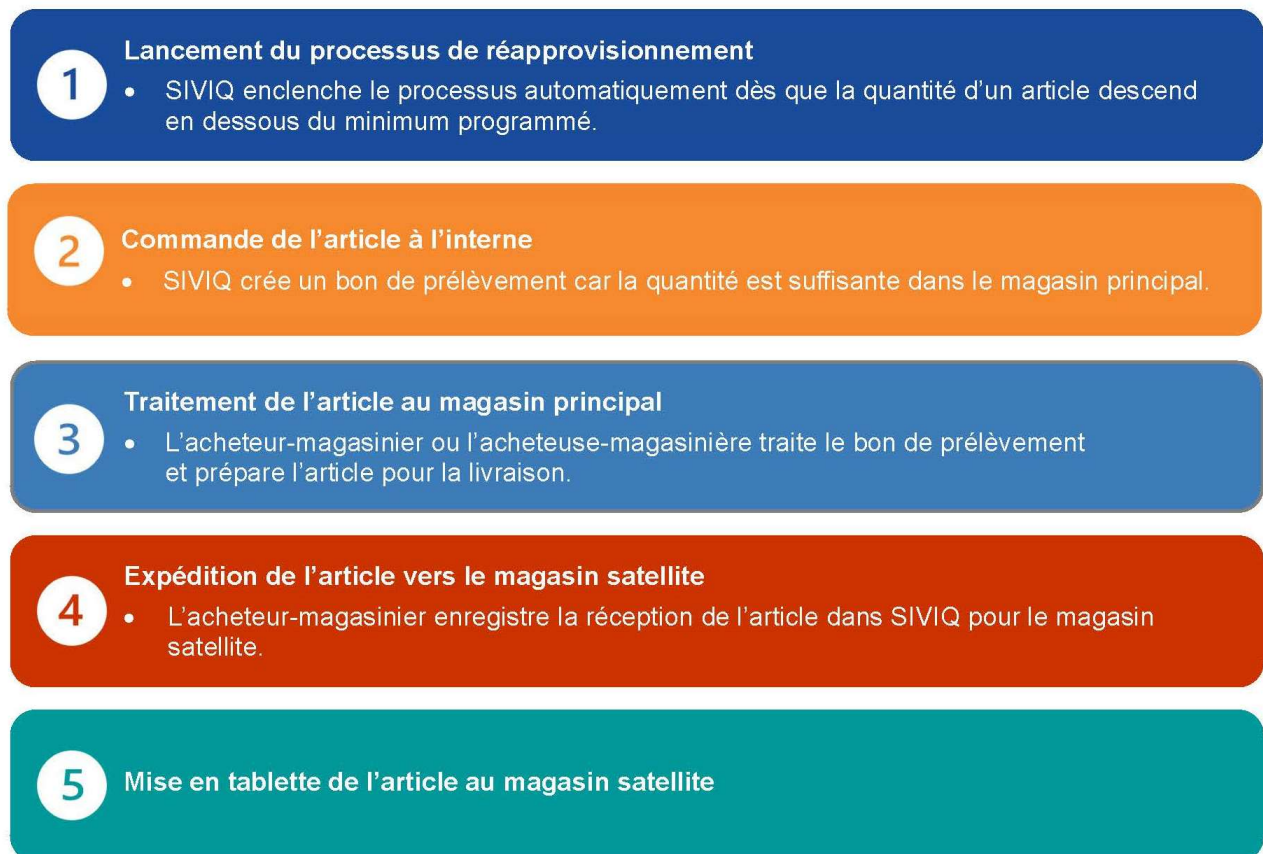 1
Lancement du processus de réapprovisionnement
• SIVIQ enclenche le processus automatiquement dès que la quantité d’un article descend
en dessous du minimum programmé.
2
Commande de l’article à l’interne
• SIVIQ crée un bon de prélèvement car la quantité est suffisante dans le magasin principal.
3
Traitement de l’article au magasin principal
• L’acheteur-magasinier ou l’acheteuse-magasinière traite le bon de prélèvement
et prépare l’article pour la livraison.
4
Expédition de l’article vers le magasin satellite
• L’acheteur-magasinier enregistre la réception de l’article dans SIVIQ pour le magasin
satellite.
5
Mise en tablette de l’article au magasin satellite